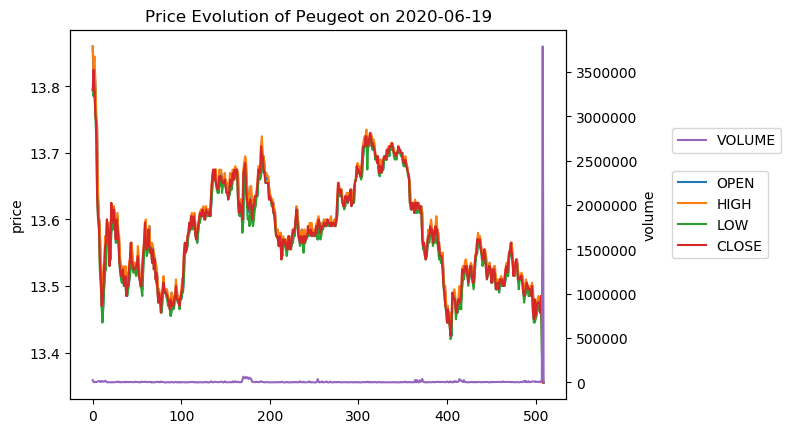 Price Evolution of Peugeot on 2020-06-19
price
13.8
13.7
13.6
13.5
13.4
0
100
200
300
400
500
3500000
3000000
2500000
2000000
1500000
1000000
500000
0
volume
VOLUME
OPEN
HIGH
LOW
CLOSE